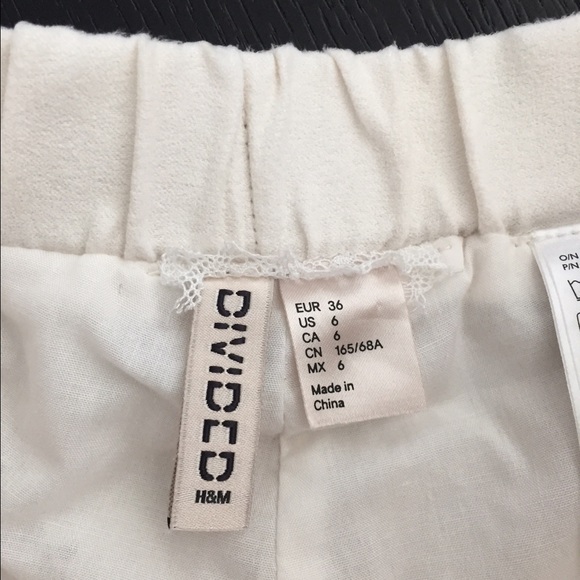 DIVIDED
H&M
EUR 36
US 6
CA 6
CN 165/68A
MX 6
Made in
China
O/N
P/N